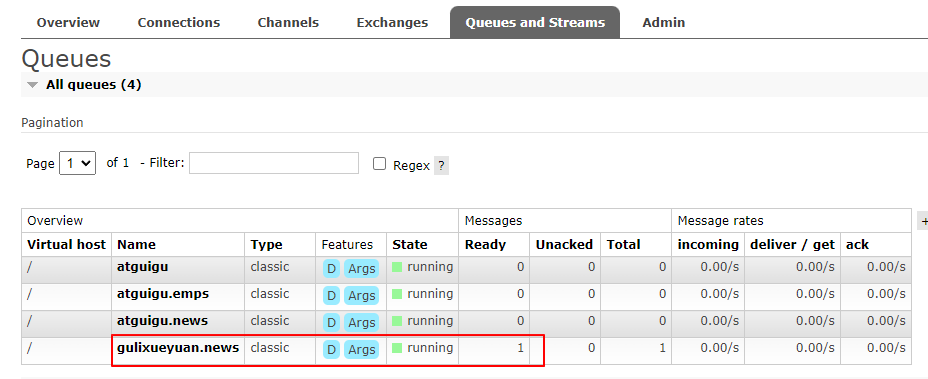 Overview Connections Channels Exchanges Queues and Streams Admin
Queues
All queues (4)
Pagination
Page 1 of 1 - Filter: Regex ?
Overview Messages Message rates +
Virtual host Name Type Features State Ready Unacked Total incoming deliver / get ack
/ atguigu classic D Args running 0 0 0 0.00/s 0.00/s 0.00/s
/ atguigu.emps classic D Args running 0 0 0 0.00/s 0.00/s 0.00/s
/ atguigu.news classic D Args running 0 0 0 0.00/s 0.00/s 0.00/s
/ gulixueyuan.news classic D Args running 1 0 1 0.00/s 0.00/s 0.00/s